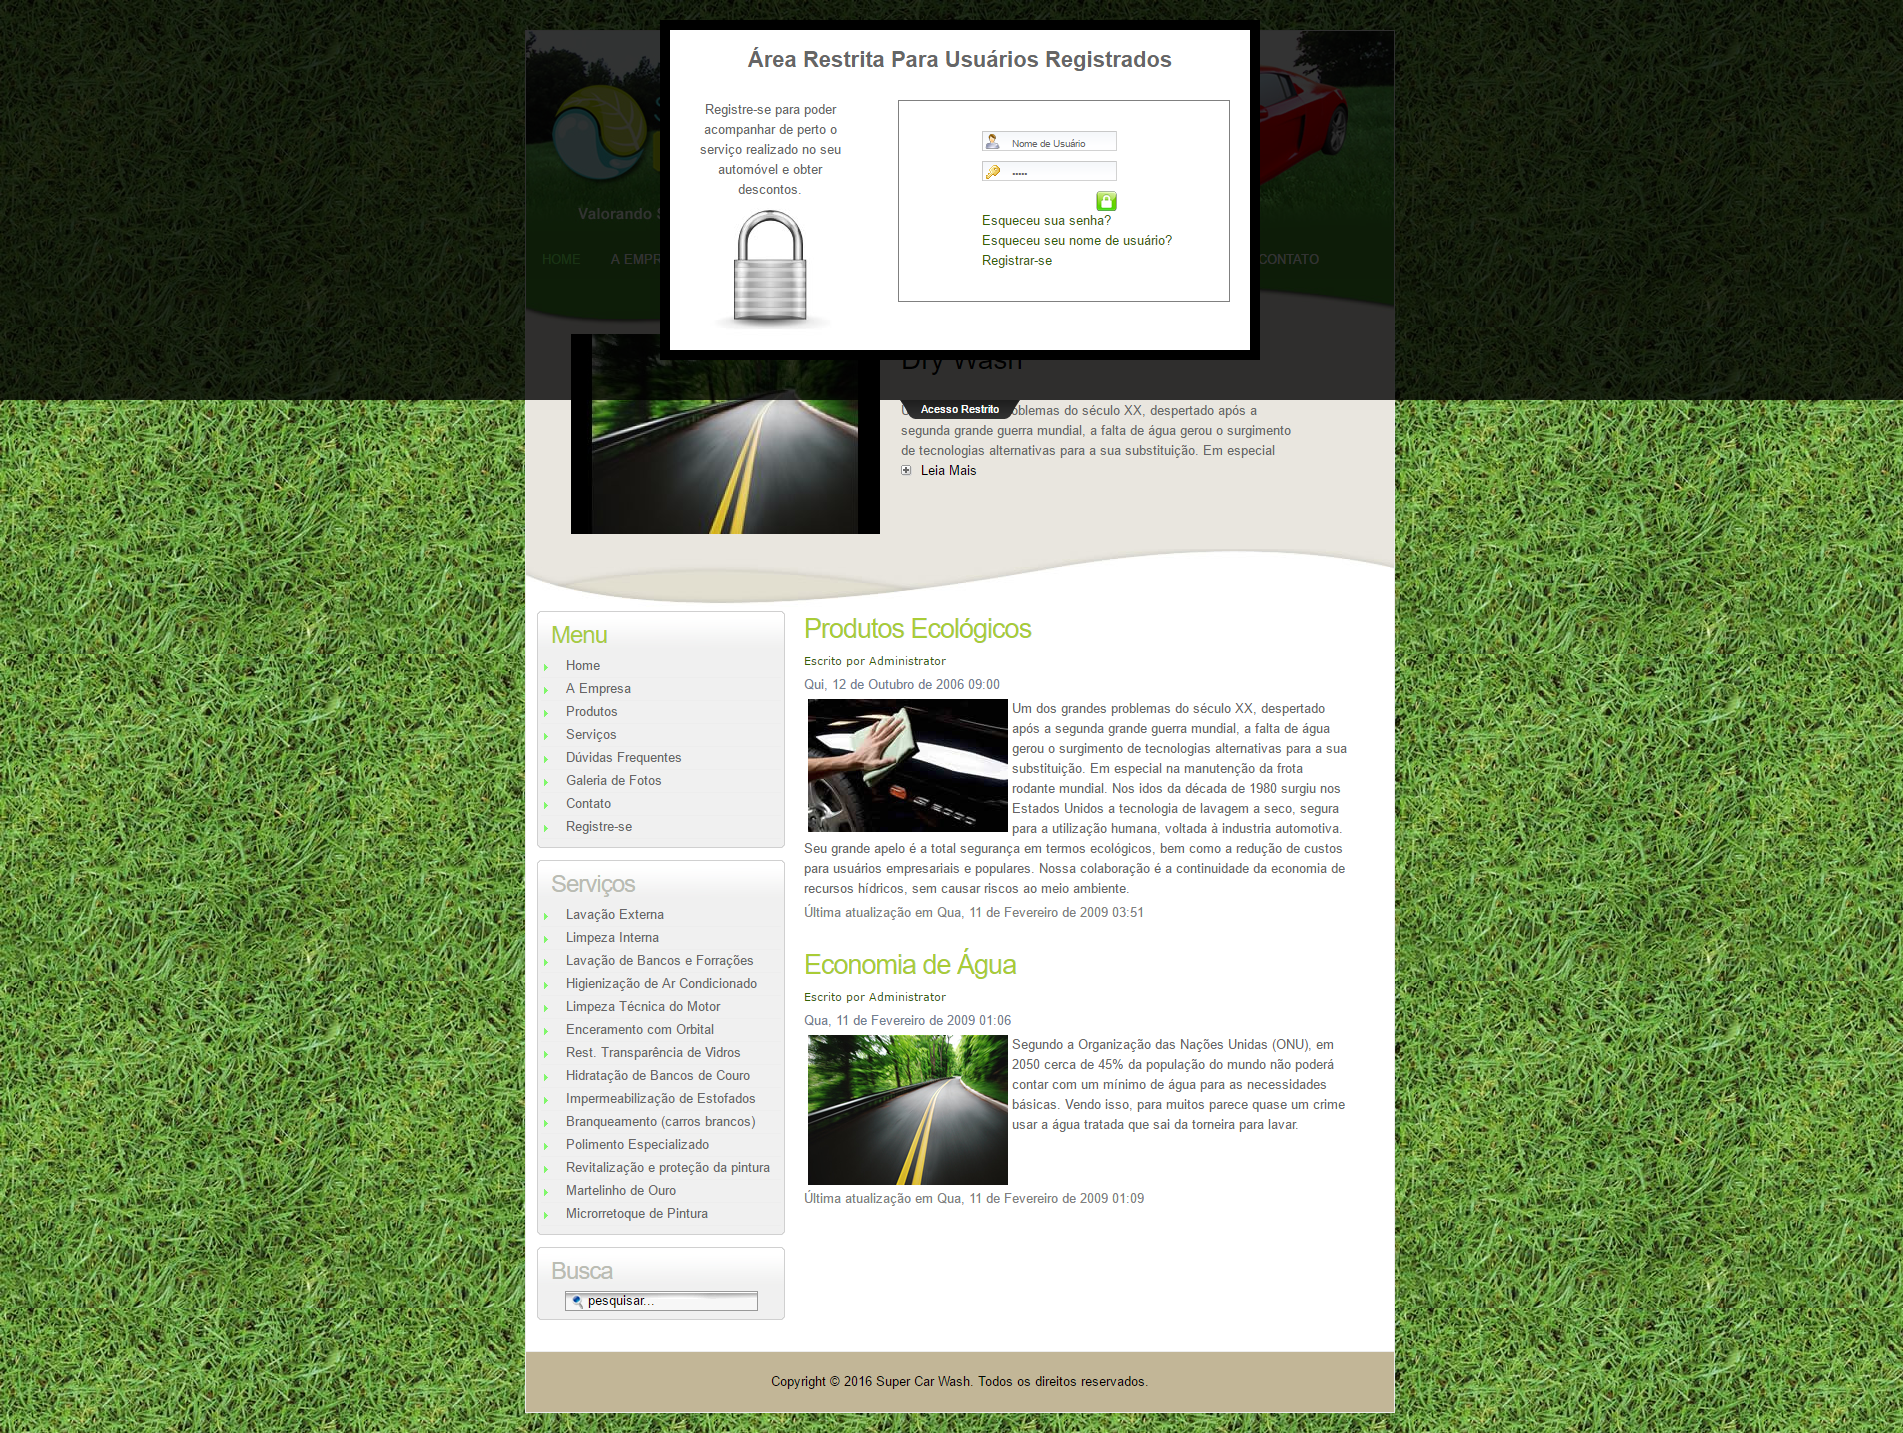 Área Restrita Para Usuários Registrados
Registre-se para poder
acompanhar de perto o
serviço realizado no seu
automóvel e obter
descontos.
Nome de Usuário
•••••
Esqueceu sua senha?
Esqueceu seu nome de usuário?
Registrar-se
Valorando
HOME
A EMPR
CONTATO
Dry Wash
Acesso Restrito
oblemas do século XX, despertado após a
segunda grande guerra mundial, a falta de água gerou o surgimento
de tecnologias alternativas para a sua substituição. Em especial
Leia Mais
Menu
Home
A Empresa
Produtos
Serviços
Dúvidas Frequentes
Galeria de Fotos
Contato
Registre-se
Serviços
Lavação Externa
Limpeza Interna
Lavação de Bancos e Forrações
Higienização de Ar Condicionado
Limpeza Técnica do Motor
Enceramento com Orbital
Rest. Transparência de Vidros
Hidratação de Bancos de Couro
Impermeabilização de Estofados
Branqueamento (carros brancos)
Polimento Especializado
Revitalização e proteção da pintura
Martelinho de Ouro
Microrretoque de Pintura
Busca
pesquisar...
Produtos Ecológicos
Escrito por Administrator
Qui, 12 de Outubro de 2006 09:00
Um dos grandes problemas do século XX, despertado
após a segunda grande guerra mundial, a falta de água
gerou o surgimento de tecnologias alternativas para a sua
substituição. Em especial na manutenção da frota
rodante mundial. Nos idos da década de 1980 surgiu nos
Estados Unidos a tecnologia de lavagem a seco, segura
para a utilização humana, voltada à industria automotiva.
Seu grande apelo é a total segurança em termos ecológicos, bem como a redução de custos
para usuários empresariais e populares. Nossa colaboração é a continuidade da economia de
recursos hídricos, sem causar riscos ao meio ambiente.
Última atualização em Qua, 11 de Fevereiro de 2009 03:51
Economia de Água
Escrito por Administrator
Qua, 11 de Fevereiro de 2009 01:06
Segundo a Organização das Nações Unidas (ONU), em
2050 cerca de 45% da população do mundo não poderá
contar com um mínimo de água para as necessidades
básicas. Vendo isso, para muitos parece quase um crime
usar a água tratada que sai da torneira para lavar.
Última atualização em Qua, 11 de Fevereiro de 2009 01:09
Copyright © 2016 Super Car Wash. Todos os direitos reservados.